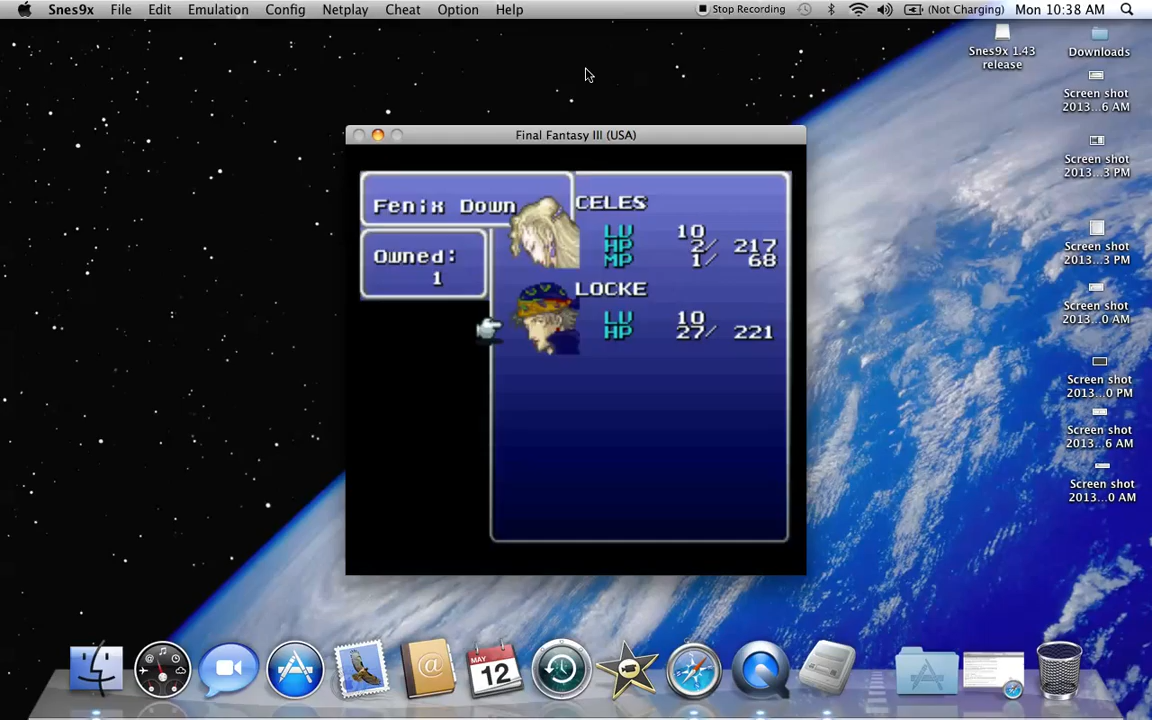 Snes9x File Edit Emulation Config Netplay Cheat Option Help Stop Recording (Not Charging) Mon 10:38 AM
Snes9x 1.43
release
Downloads
Screen shot
2013...6 AM
Screen shot
2013...3 PM
Screen shot
2013...3 PM
Screen shot
2013...0 AM
Screen shot
2013...0 PM
Screen shot
2013...6 AM
Screen shot
2013...0 AM
Final Fantasy III (USA)
Fenix Down
Owned:
1
CELES
LV 10
HP 2/ 217
MP 1/ 68
LOCKE
LV 10
HP 27/ 221
MAY
12